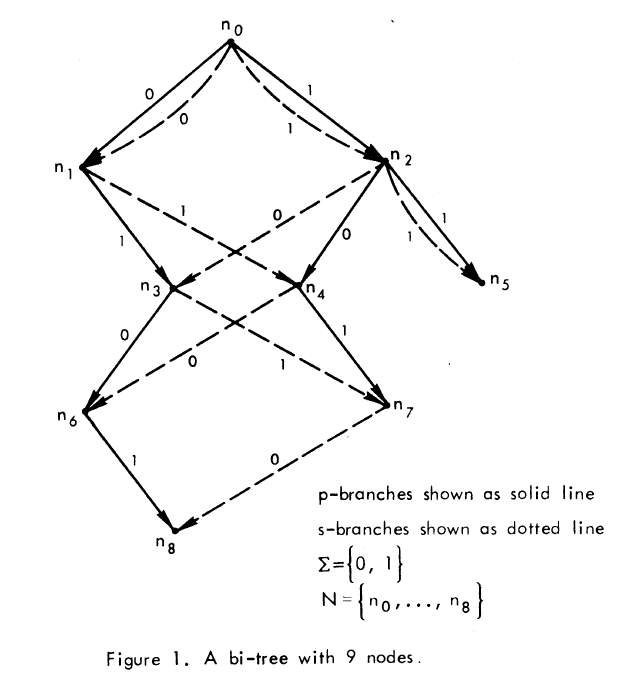 n0
0
1
0
1
n1
n2
1
0
1
0
1
1
n3
n4
n5
0
1
0
1
n6
n7
1
0
n8
p-branches shown as solid line
s-branches shown as dotted line
Σ={0, 1}
N={n0,..., n8}
Figure 1. A bi-tree with 9 nodes.